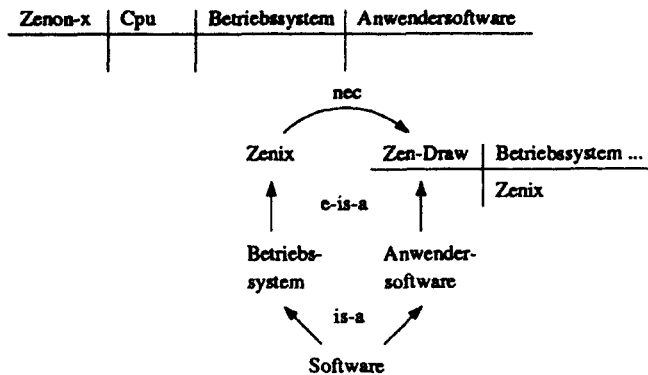 Zenon-x Cpu Betriebssystem Anwendersoftware
nec
Zenix Zen-Draw Betriebssystem ...
Zenix
e-is-a
Betriebs- Anwender-
system software
is-a
Software